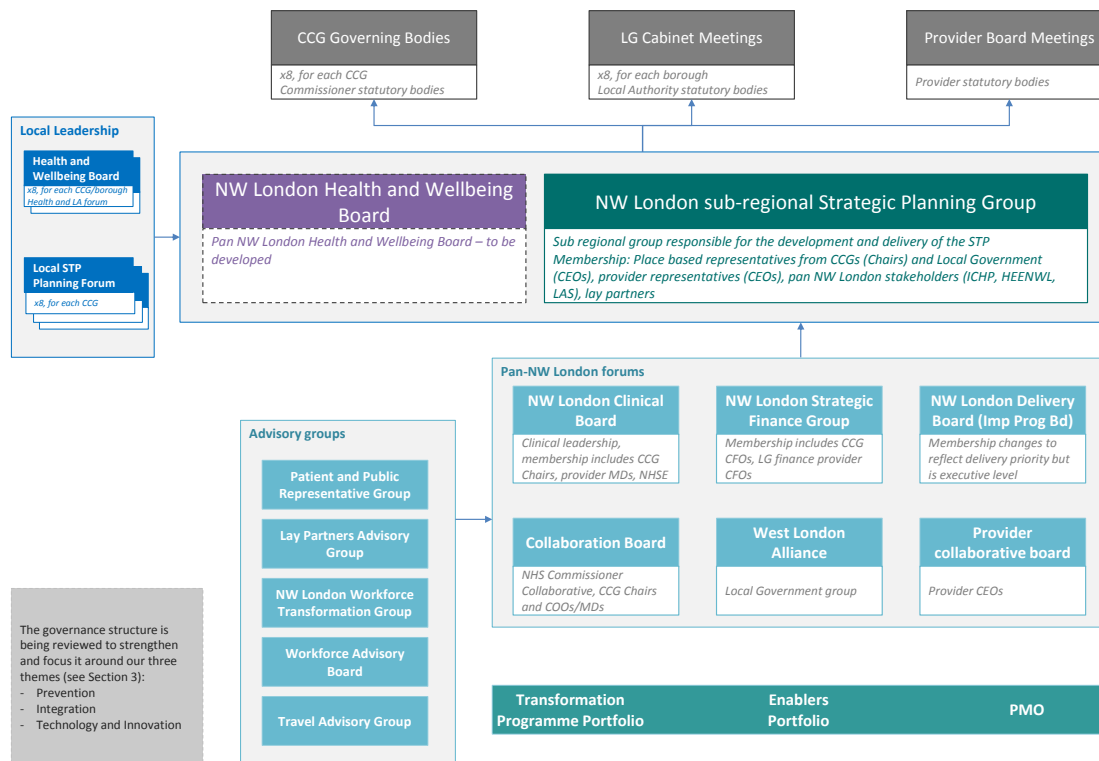 CCG Governing Bodies
x8, for each CCG
Commissioner statutory bodies
LG Cabinet Meetings
x8, for each borough
Local Authority statutory bodies
Provider Board Meetings
Provider statutory bodies
Local Leadership
Health and
Wellbeing Board
x8, for each CCG/borough
Health and LA forum
Local STP
Planning Forum
x8, for each CCG
NW London Health and Wellbeing
Board
Pan NW London Health and Wellbeing Board – to be
developed
NW London sub-regional Strategic Planning Group
Sub regional group responsible for the development and delivery of the STP
Membership: Place based representatives from CCGs (Chairs) and Local Government
(CEOs), provider representatives (CEOs), pan NW London stakeholders (ICHP, HEENWL,
LAS), lay partners
Pan-NW London forums
NW London Clinical
Board
Clinical leadership,
membership includes CCG
Chairs, provider MDs, NHSE
NW London Strategic
Finance Group
Membership includes CCG
CFOs, LG finance provider
CFOs
NW London Delivery
Board (Imp Prog Bd)
Membership changes to
reflect delivery priority but
is executive level
Collaboration Board
NHS Commissioner
Collaborative, CCG Chairs
and COOs/MDs
West London
Alliance
Local Government group
Provider
collaborative board
Provider CEOs
Advisory groups
Patient and Public
Representative Group
Lay Partners Advisory
Group
NW London Workforce
Transformation Group
Workforce Advisory
Board
Travel Advisory Group
The governance structure is
being reviewed to strengthen
and focus it around our three
themes (see Section 3):
- Prevention
- Integration
- Technology and Innovation
Transformation
Programme Portfolio
Enablers
Portfolio
PMO